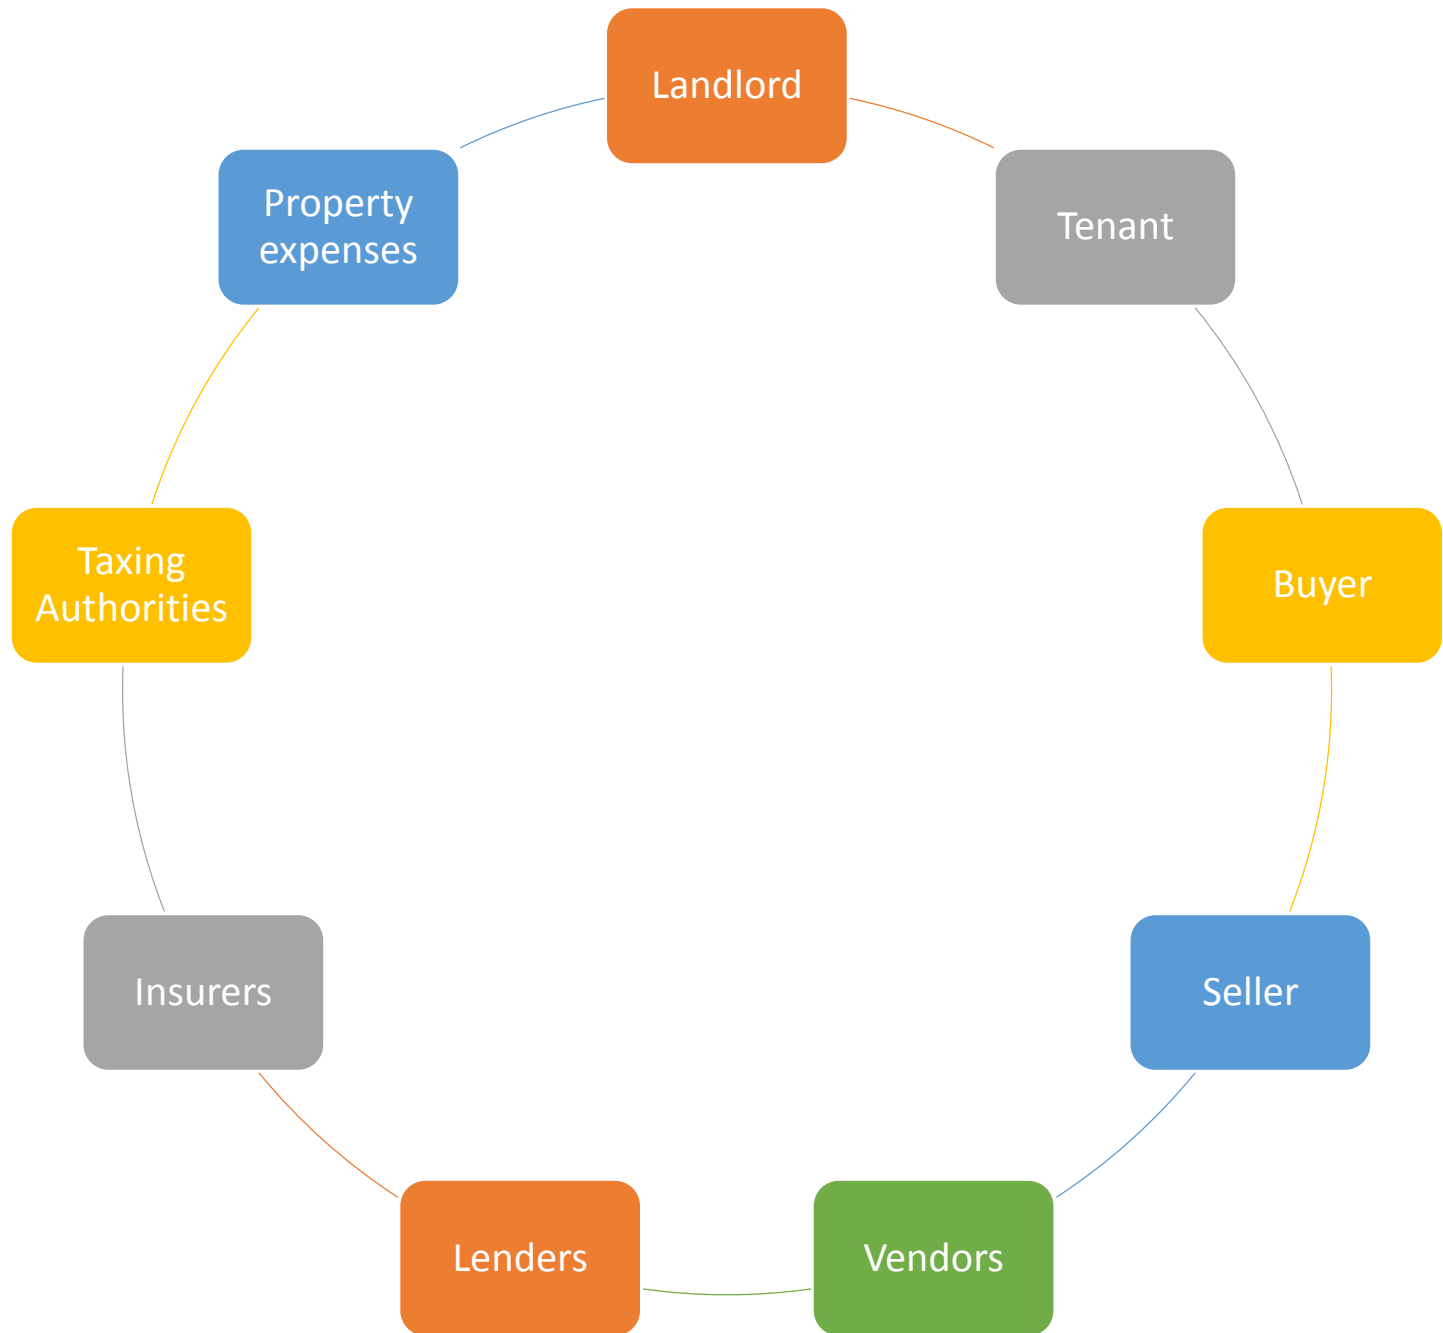 Landlord
Tenant
Buyer
Seller
Vendors
Lenders
Insurers
Taxing
Authorities
Property
expenses